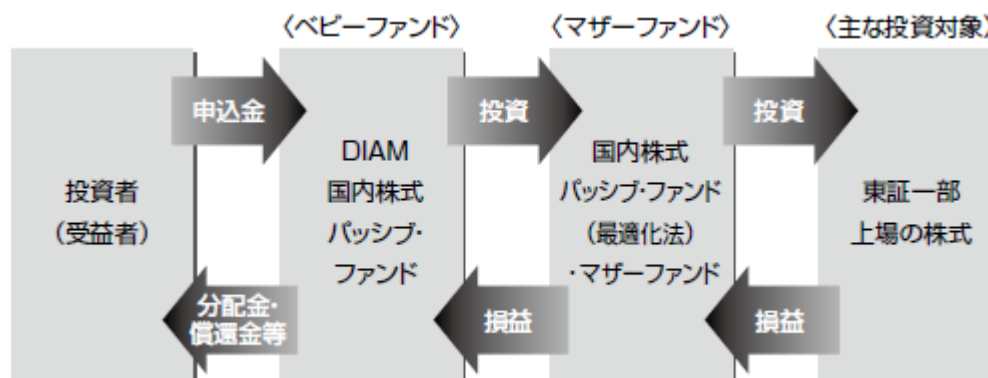 〈ベビーファンド〉
〈マザーファンド〉
〈主な投資対象〉
申込金
投資
投資
投資者
（受益者）
DIAM
国内株式
パッシブ・
ファンド
国内株式
パッシブ・ファンド
（最適化法）
・マザーファンド
東証一部
上場の株式
分配金・
償還金等
損益
損益